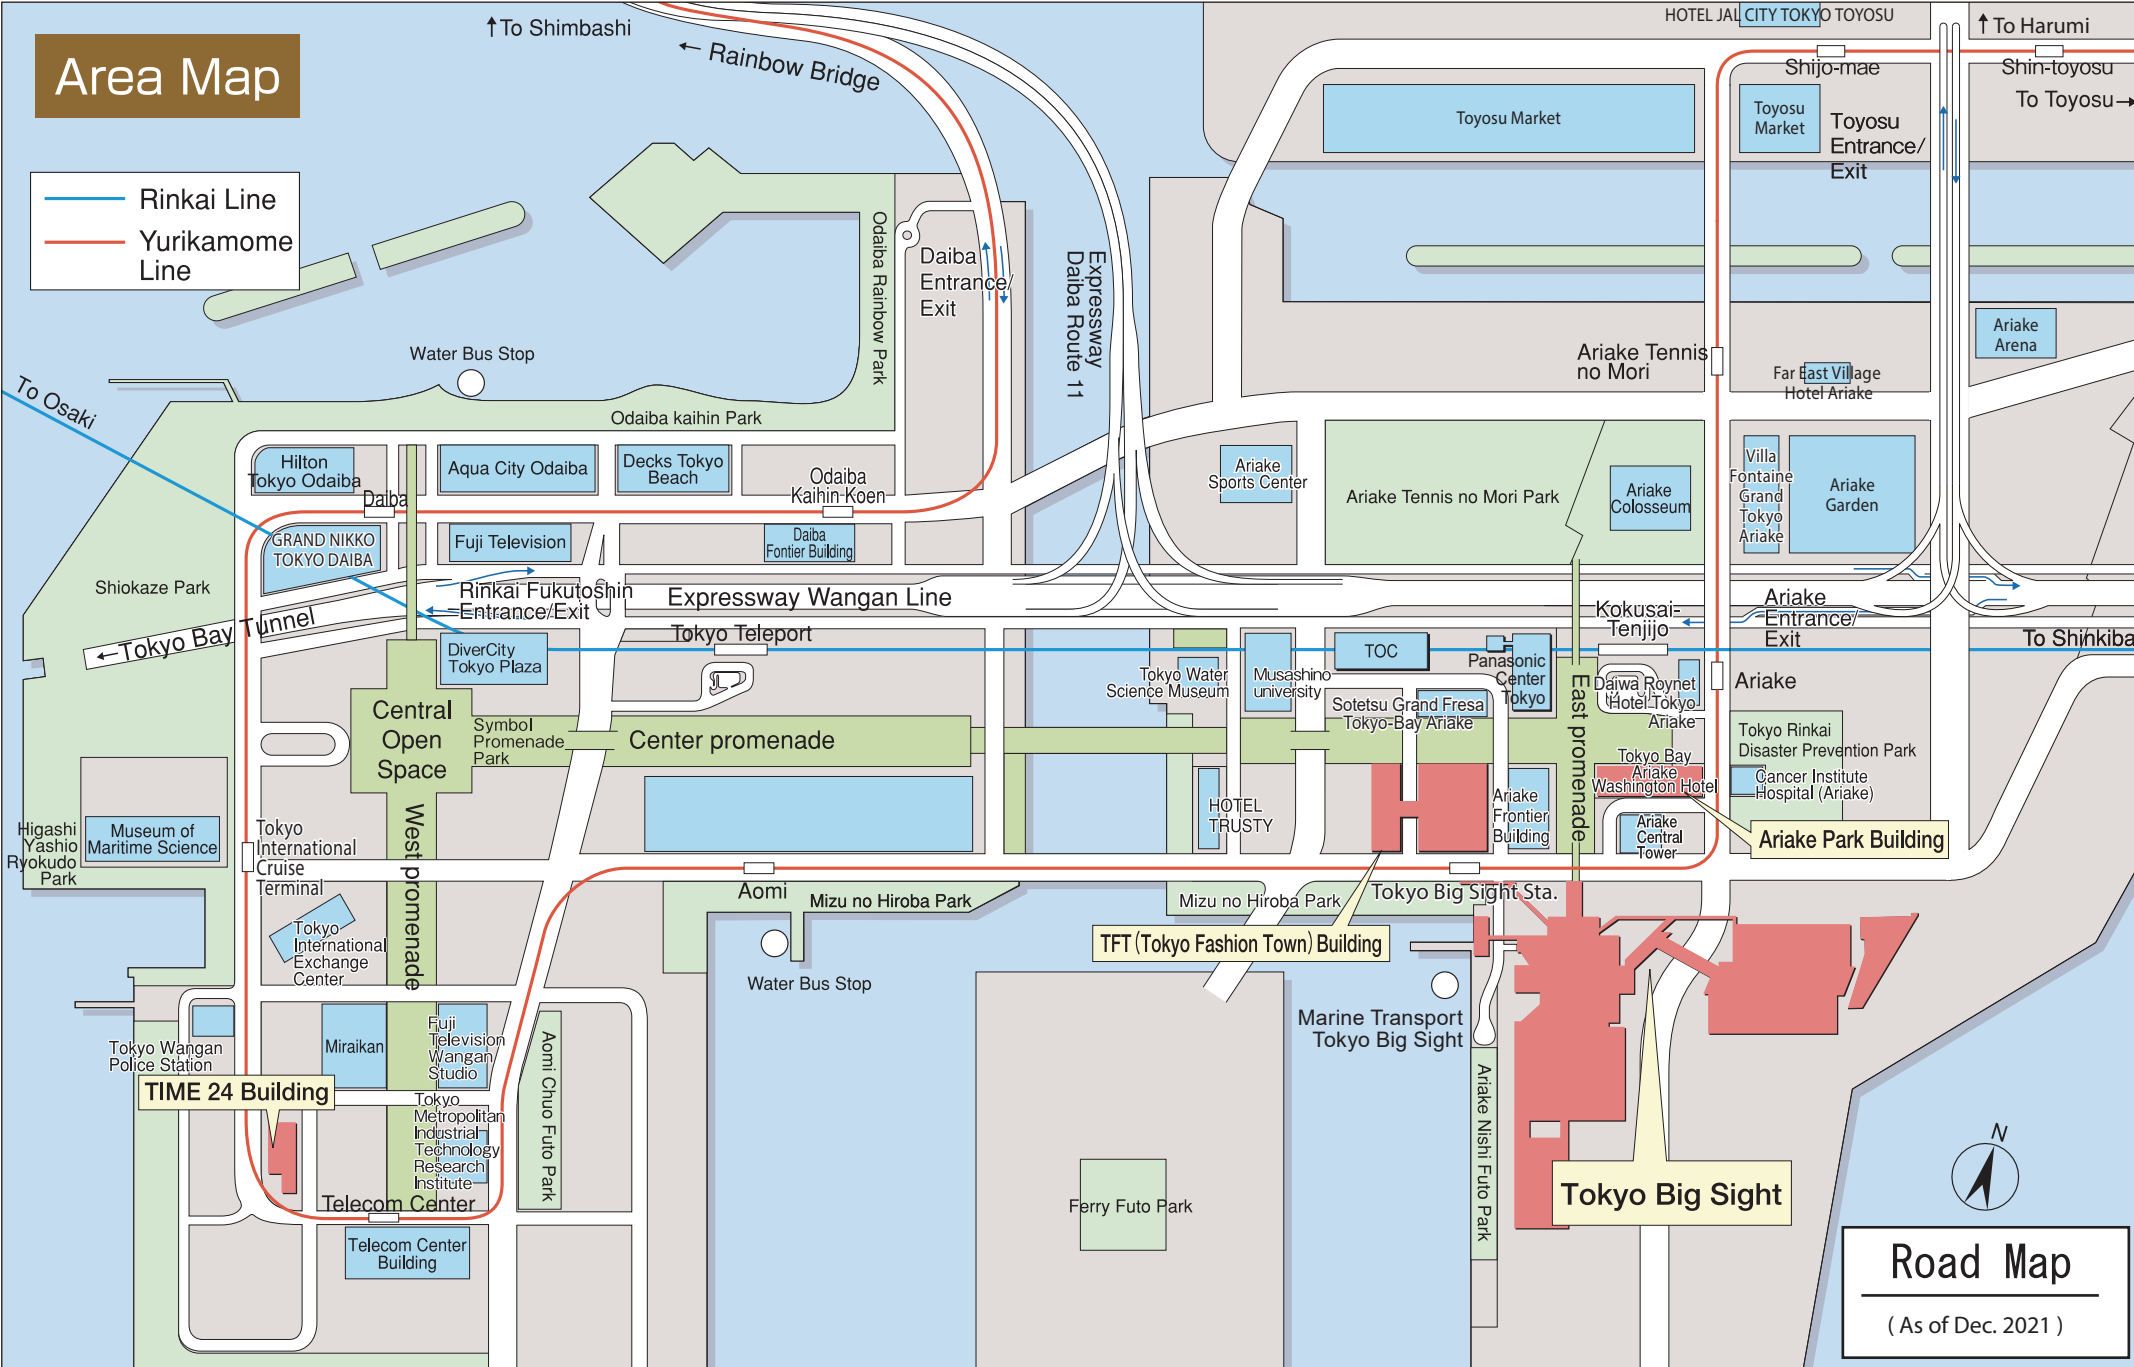 Area Map
Rinkai Line
Yurikamome
Line
↑To Shimbashi
← Rainbow Bridge
HOTEL JAL CITY TOKYO TOYOSU
↑To Harumi
Shijo-mae
Shin-toyosu
To Toyosu→
Toyosu Market
Toyosu
Market
Toyosu
Entrance/
Exit
Odaiba Rainbow Park
Daiba
Entrance/
Exit
Expressway
Daiba Route 11
Water Bus Stop
To Osaki
Odaiba kaihin Park
Ariake Tennis
no Mori
Ariake
Arena
Far East Village
Hotel Ariake
Hilton
Tokyo Odaiba
Aqua City Odaiba
Decks Tokyo
Beach
Odaiba
Kaihin Koen
Daiba
GRAND NIKKO
TOKYO DAIBA
Fuji Television
Daiba
Fontier Building
Ariake
Sports Center
Ariake Tennis no Mori Park
Ariake
Colosseum
Villa
Fontaine
Grand
Tokyo
Ariake
Ariake
Garden
Shiokaze Park
←Tokyo Bay Tunnel
Rinkai Fukutoshin
Entrance/Exit
Expressway Wangan Line
Tokyo Teleport
Kokusai-
Tenjijo
Ariake
Entrance/
Exit
To Shinkiba
DiverCity
Tokyo Plaza
Tokyo Water
Science Museum
Musashino
university
TOC
Panasonic
Center
Tokyo
Sotetsu Grand Fresa
Tokyo-Bay Ariake
East promenade
Daiwa Roynet
Hotel Tokyo
Ariake
Ariake
Central
Open
Space
Symbol
Promenade
Park
Center promenade
Tokyo Rinkai
Disaster Prevention Park
Tokyo Bay
Ariake
Washington Hotel
Cancer Institute
Hospital (Ariake)
HOTEL
TRUSTY
Ariake
Frontier
Building
Ariake
Central
Tower
Ariake Park Building
Higashi
Yashio
Ryokudo
Park
Museum of
Maritime Science
Tokyo
International
Cruise
Terminal
West promenade
Aomi
Mizu no Hiroba Park
Mizu no Hiroba Park
Tokyo Big Sight Sta.
TFT (Tokyo Fashion Town) Building
Tokyo
International
Exchange
Center
Water Bus Stop
Marine Transport
Tokyo Big Sight
Tokyo Wangan
Police Station
TIME 24 Building
Miraikan
Fuji
Television
Wangan
Studio
Tokyo
Metropolitan
Industrial
Technology
Research
Institute
Aomi Chuo Futo Park
Telecom Center
Telecom Center
Building
Ferry Futo Park
Ariake Nishi Futo Park
Tokyo Big Sight
N
Road Map
( As of Dec. 2021 )